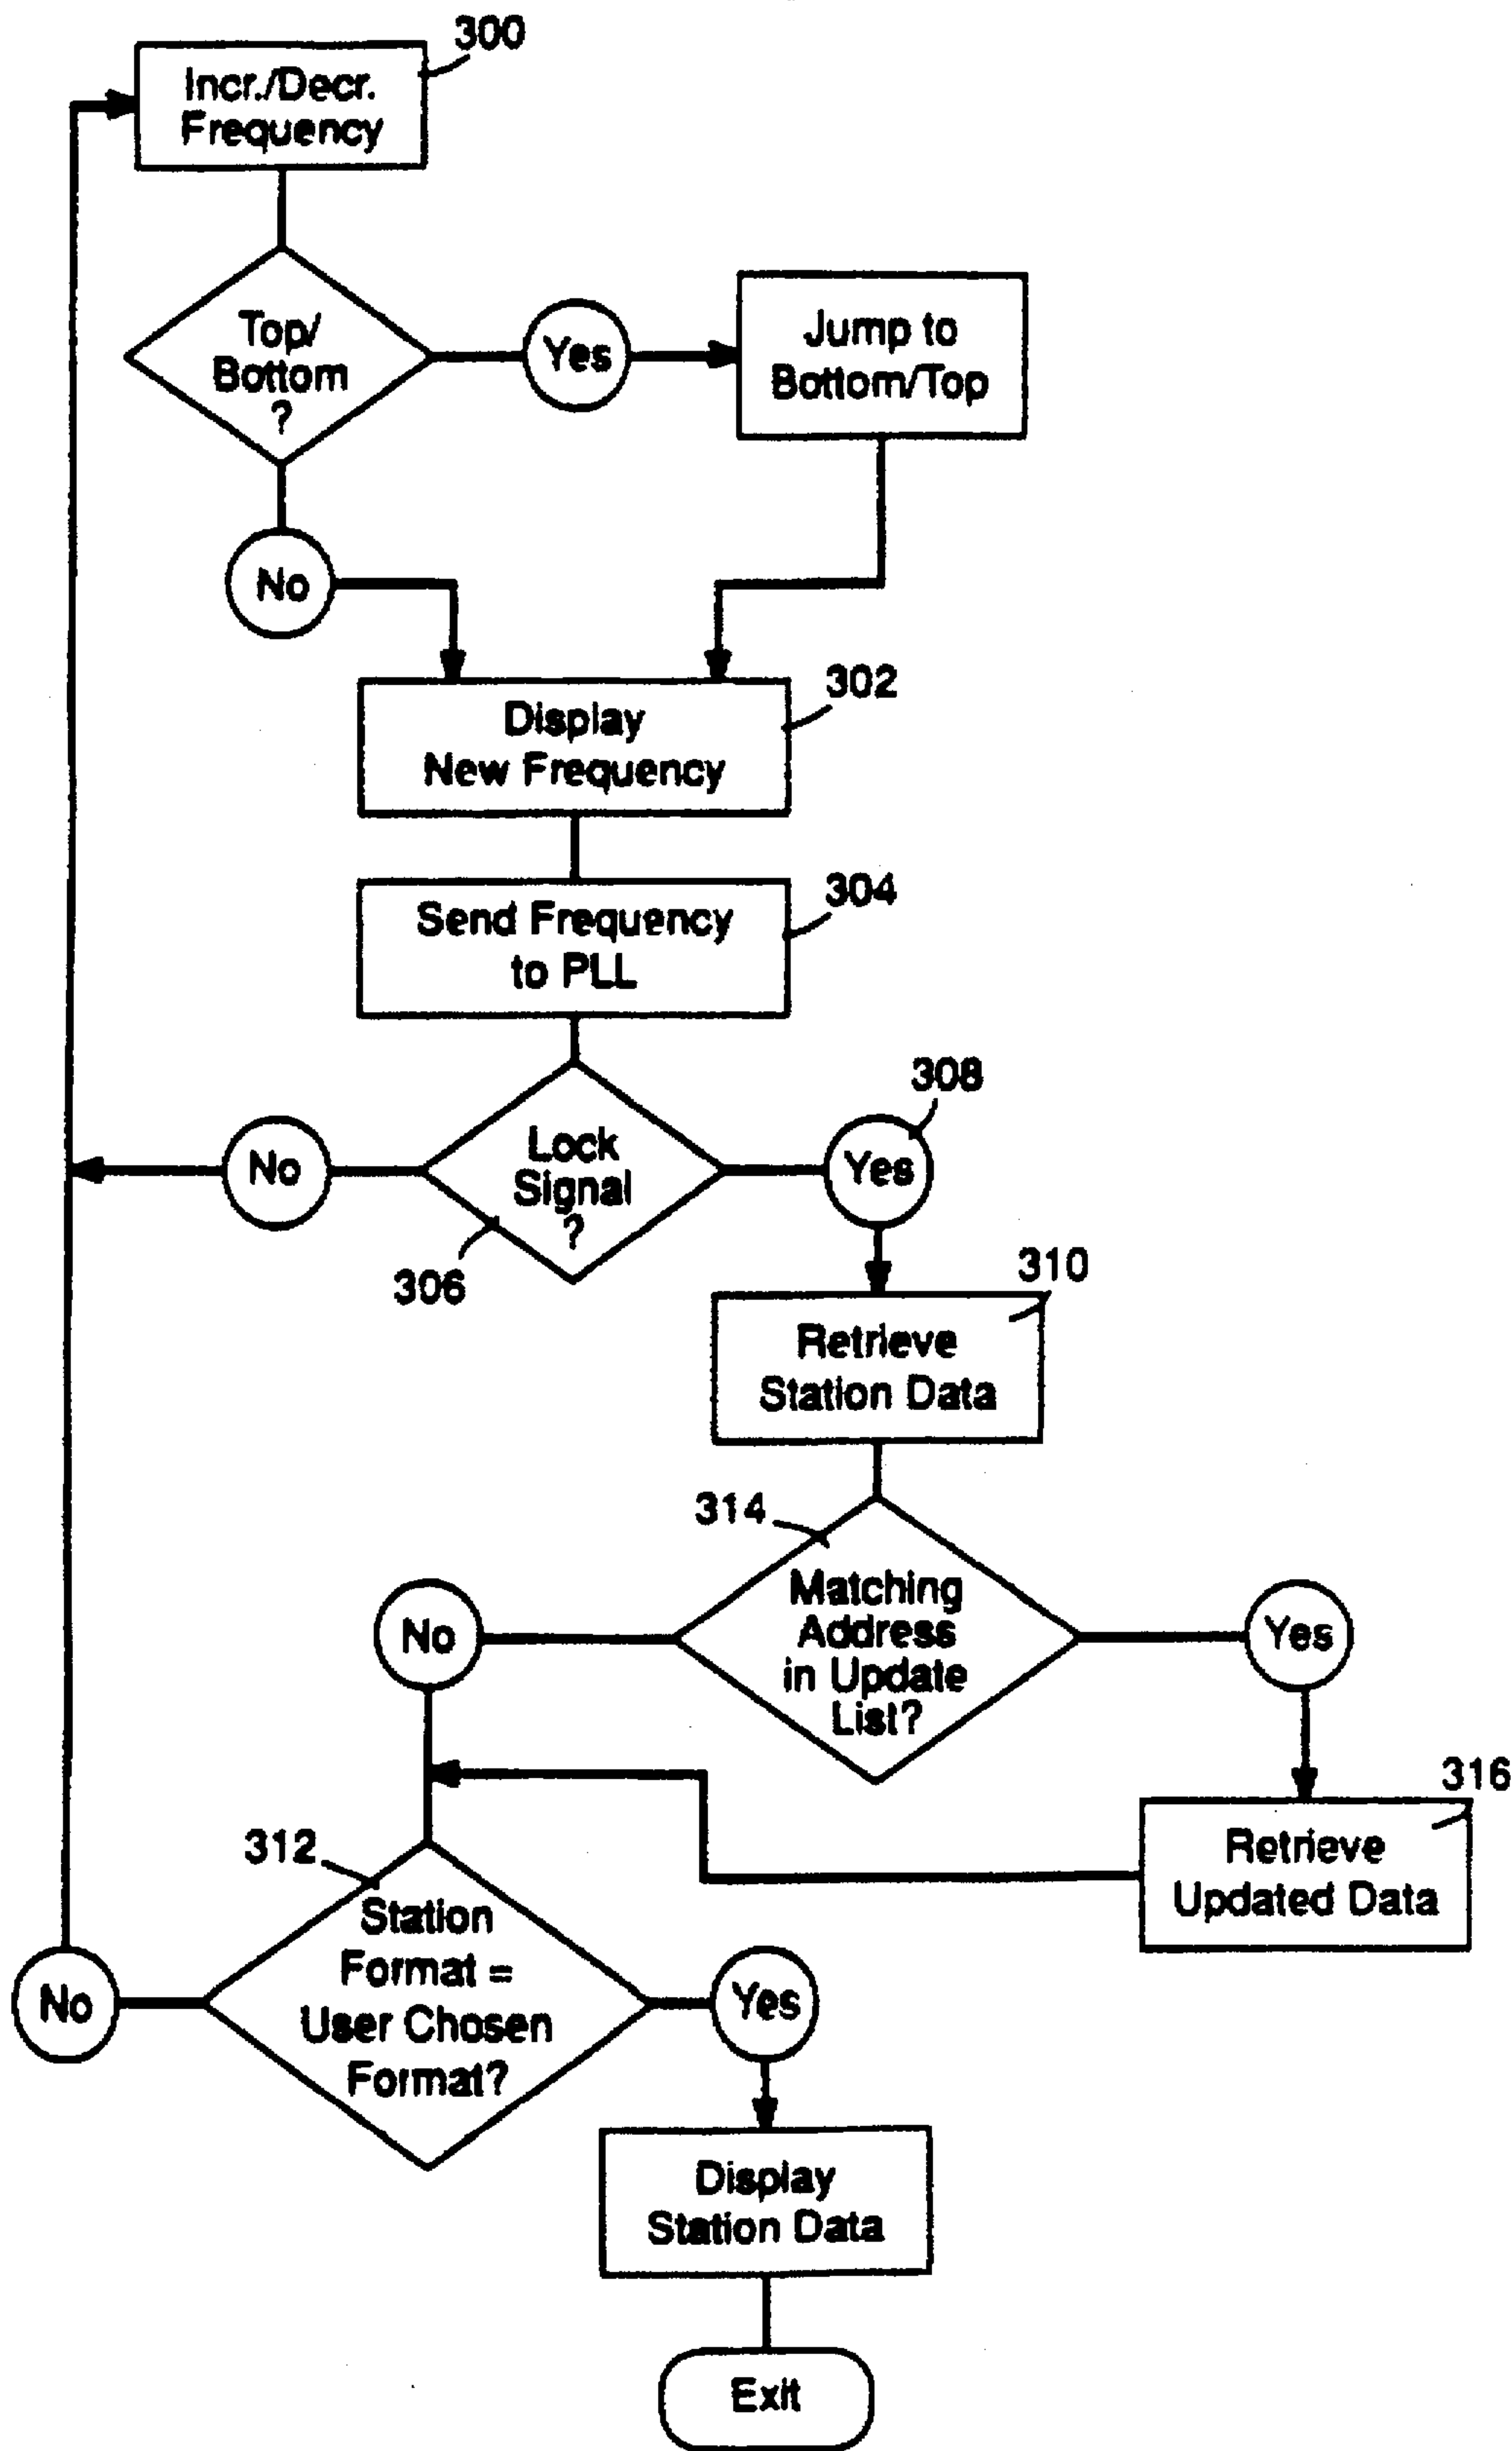 300
Incr./Decr.
Frequency
Top/
Bottom
?
Yes
Jump to
Bottom/Top
No
302
Display
New Frequency
304
Send Frequency
to PLL
308
No
Lock
Signal
?
Yes
306
310
Retrieve
Station Data
314
No
Matching
Address
in Update
List?
Yes
316
312
Retrieve
Updated Data
Station
Format =
User Chosen
Format?
No
Yes
Display
Station Data
Exit